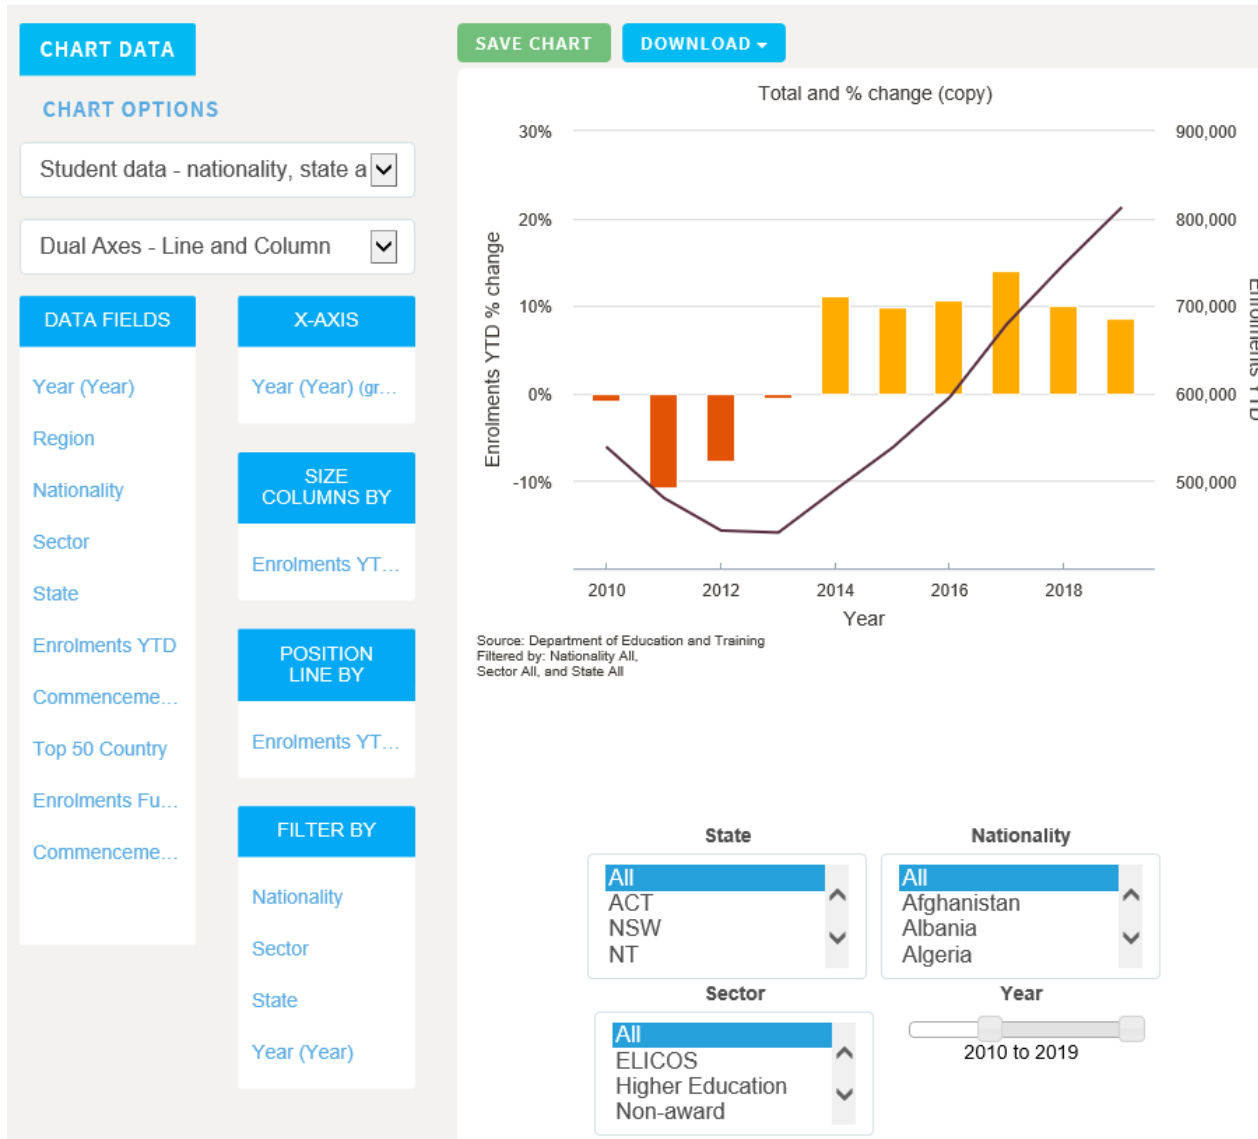 CHART DATA
CHART OPTIONS
Student data - nationality, state a
Dual Axes - Line and Column
DATA FIELDS
Year (Year)
Region
Nationality
Sector
State
Enrolments YTD
Commenceme...
Top 50 Country
Enrolments Fu...
Commenceme...
X-AXIS
Year (Year) (gr...
SIZE
COLUMNS BY
Enrolments YT...
POSITION
LINE BY
Enrolments YT...
FILTER BY
Nationality
Sector
State
Year (Year)
SAVE CHART
DOWNLOAD
Total and % change (copy)
Enrolments YTD % change
30%
20%
10%
0%
-10%
900,000
800,000
700,000
600,000
500,000
Enrolments YTD
2010 2012 2014 2016 2018
Year
Source: Department of Education and Training
Filtered by: Nationality All,
Sector All, and State All
State
All
ACT
NSW
NT
Nationality
All
Afghanistan
Albania
Algeria
Sector
All
ELICOS
Higher Education
Non-award
Year
2010 to 2019